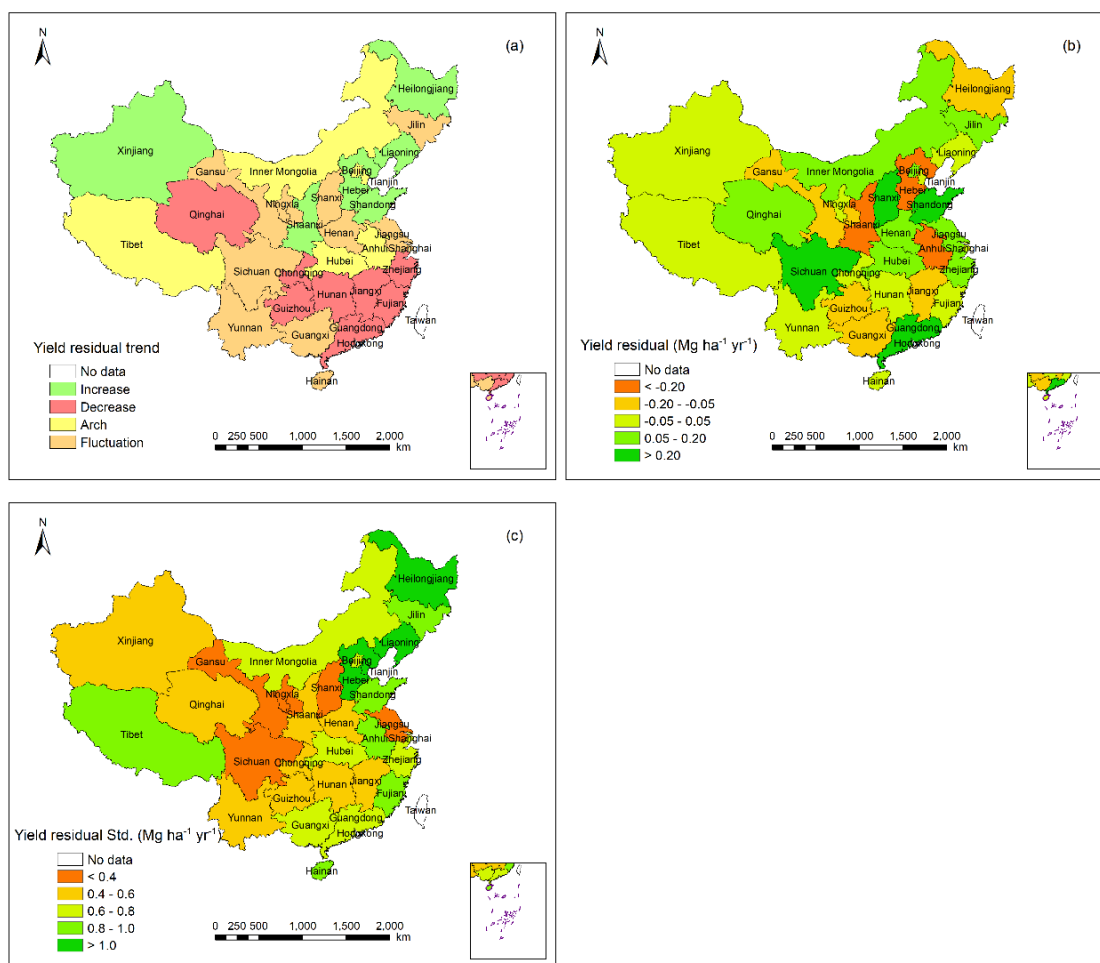 N
(a)
Heilongjiang
Jilin
Xinjiang
Liaoning
Gansu
Inner Mongolia
Beijing
Tianjin
Hebei
Ningxia
Shanxi
Shandong
Qinghai
Shaanxi
Henan
Jiangsu
Tibet
Anhui
Shanghai
Hubei
Sichuan
Chongqing
Zhejiang
Hunan
Jiangxi
Guizhou
Fujian
Yunnan
Guangxi
Guangdong
Taiwan
HongKong
Hainan
Yield residual trend
No data
Increase
Decrease
Arch
Fluctuation
0 250 500 1,000 1,500 2,000
km
N
(b)
Heilongjiang
Jilin
Xinjiang
Liaoning
Gansu
Inner Mongolia
Beijing
Tianjin
Hebei
Ningxia
Shanxi
Shandong
Qinghai
Shaanxi
Henan
Jiangsu
Tibet
Anhui
Shanghai
Hubei
Sichuan
Chongqing
Zhejiang
Hunan
Jiangxi
Guizhou
Fujian
Yunnan
Guangxi
Guangdong
Taiwan
HongKong
Hainan
Yield residual (Mg ha⁻¹ yr⁻¹)
No data
< -0.20
-0.20 - -0.05
-0.05 - 0.05
0.05 - 0.20
> 0.20
0 250 500 1,000 1,500 2,000
km
N
(c)
Heilongjiang
Jilin
Xinjiang
Liaoning
Gansu
Inner Mongolia
Beijing
Tianjin
Hebei
Ningxia
Shanxi
Shandong
Qinghai
Shaanxi
Henan
Jiangsu
Tibet
Anhui
Shanghai
Hubei
Sichuan
Chongqing
Zhejiang
Hunan
Jiangxi
Guizhou
Fujian
Yunnan
Guangxi
Guangdong
Taiwan
HongKong
Hainan
Yield residual Std. (Mg ha⁻¹ yr⁻¹)
No data
< 0.4
0.4 - 0.6
0.6 - 0.8
0.8 - 1.0
> 1.0
0 250 500 1,000 1,500 2,000
km